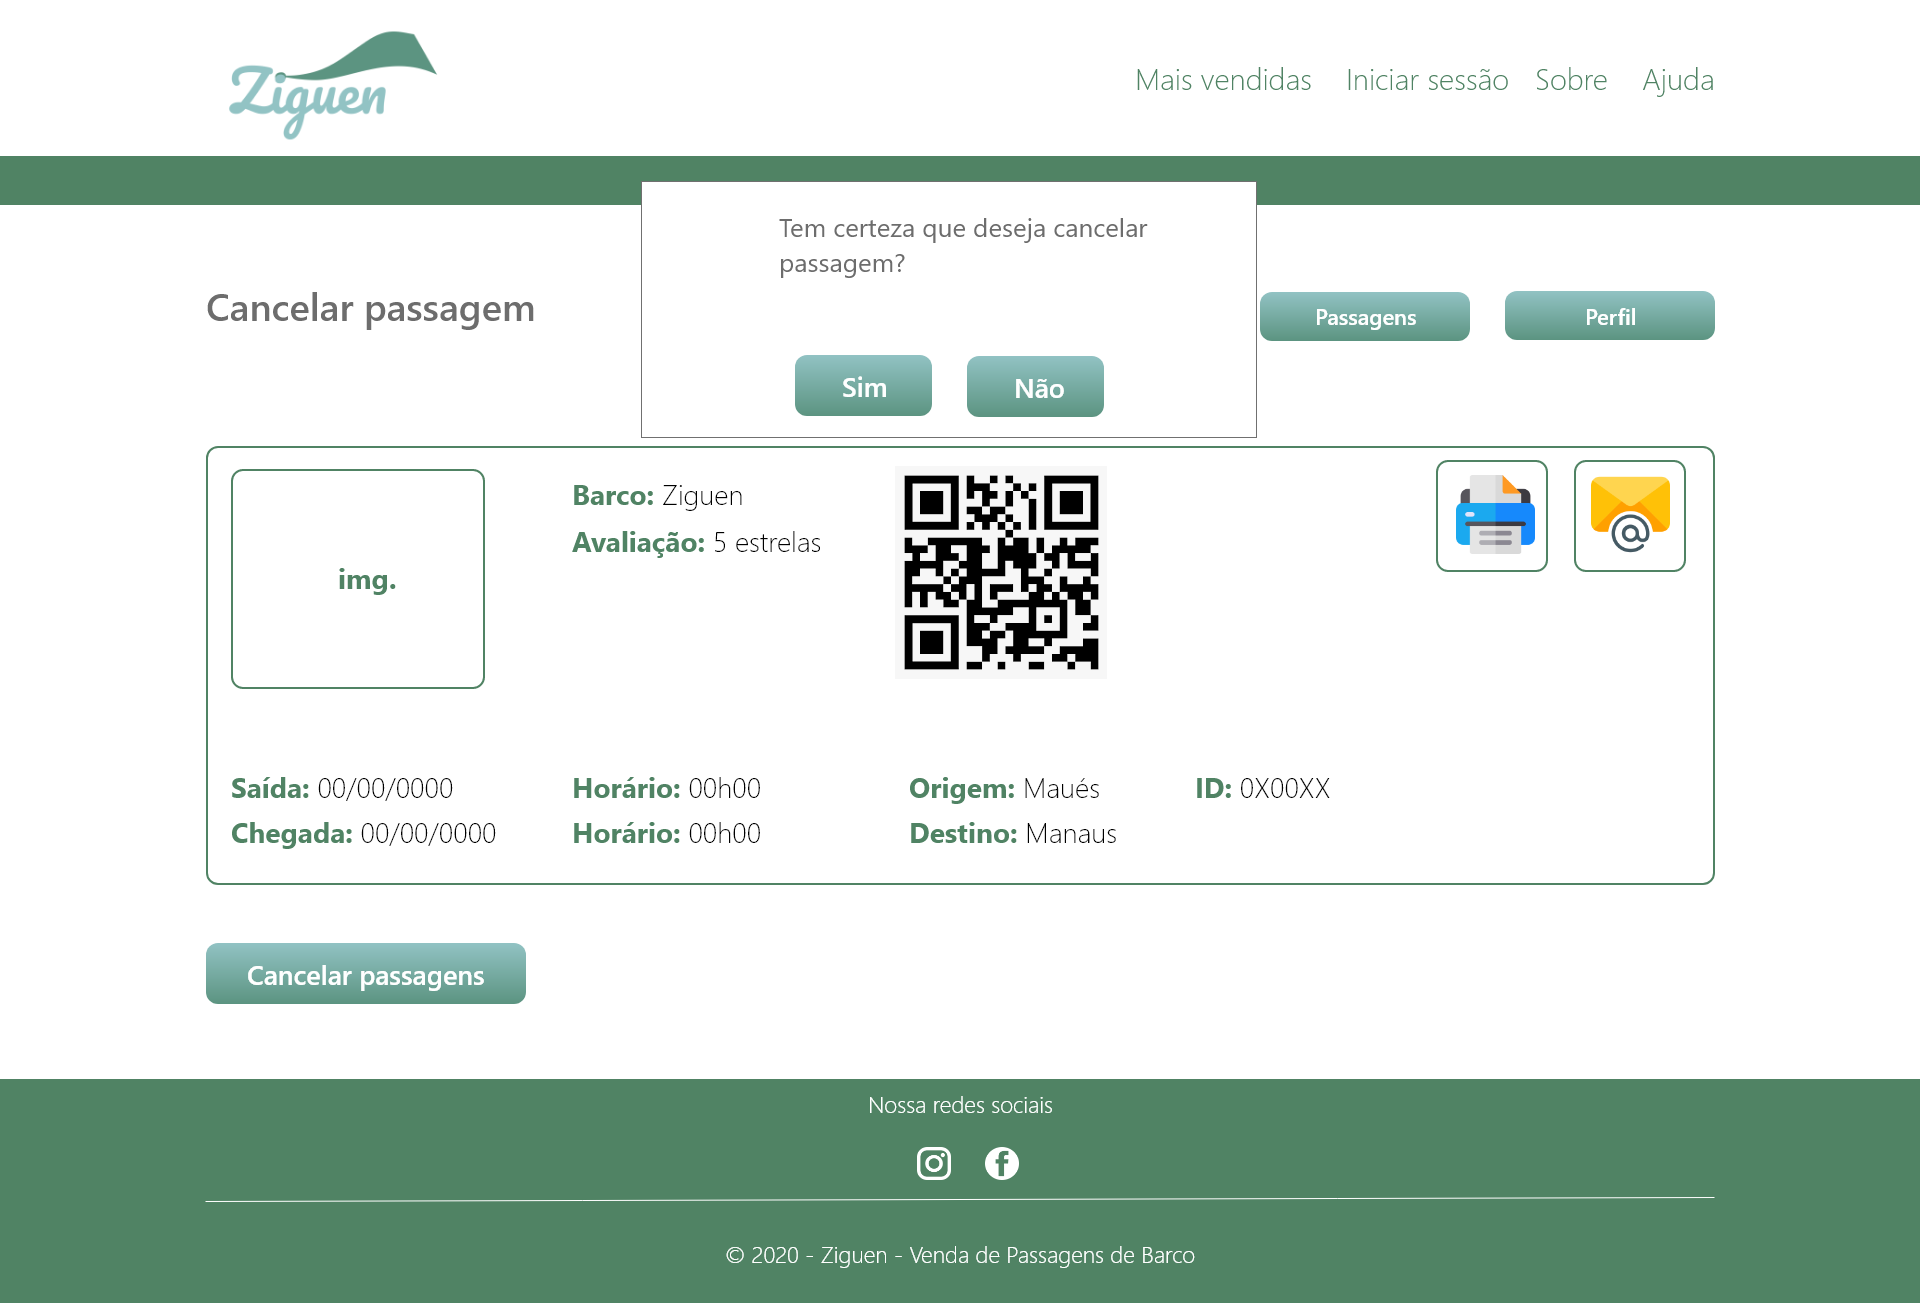 Ziguen
Mais vendidas Iniciar sessão Sobre Ajuda
Tem certeza que deseja cancelar
passagem?
Sim Não
Cancelar passagem
Passagens Perfil
img.
Barco: Ziguen
Avaliação: 5 estrelas
Saída: 00/00/0000 Horário: 00h00 Origem: Maués ID: 0X00XX
Chegada: 00/00/0000 Horário: 00h00 Destino: Manaus
Cancelar passagens
Nossa redes sociais
© 2020 - Ziguen - Venda de Passagens de Barco